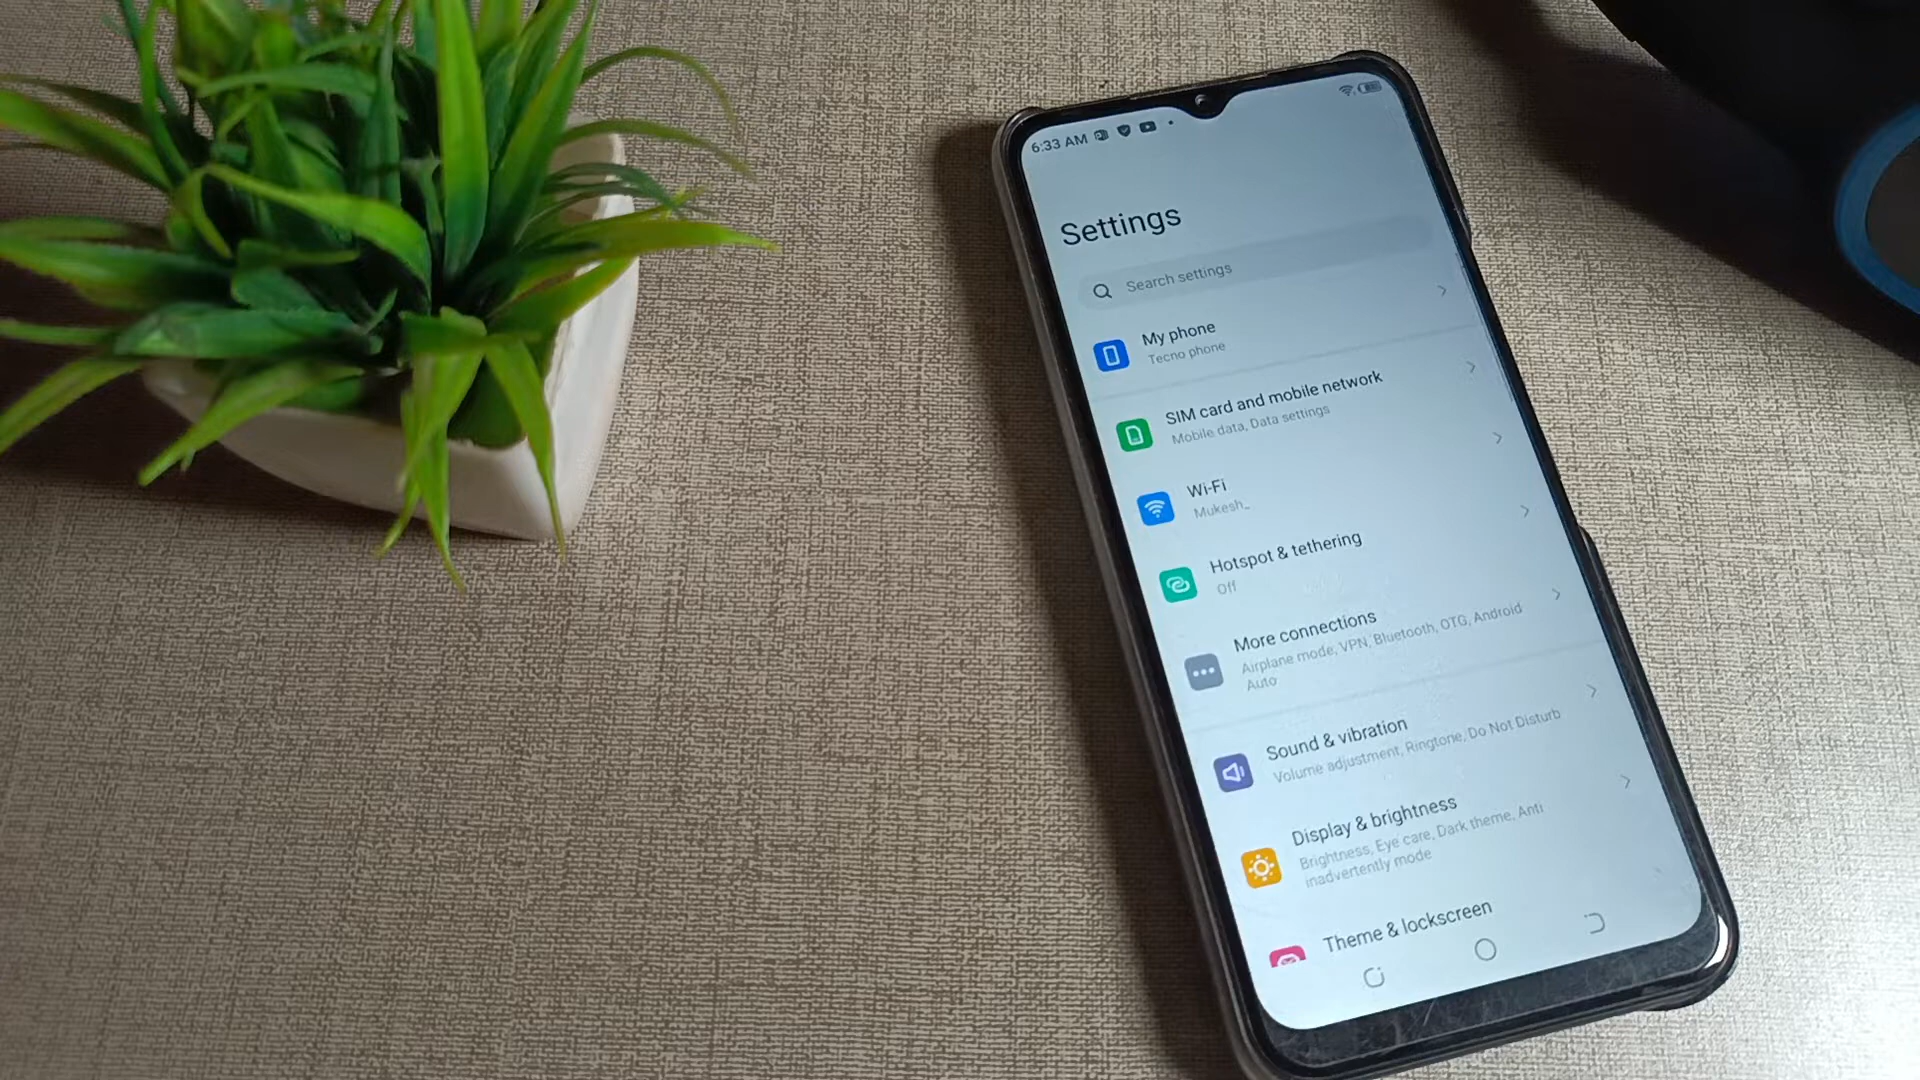 6:33 AM
Settings
Search settings
My phone
Tecno phone
SIM card and mobile network
Mobile data, Data settings
Wi-Fi
Mukesh_
Hotspot & tethering
Off
More connections
Airplane mode, VPN, Bluetooth, OTG, Android
Auto
Sound & vibration
Volume adjustment, Ringtone, Do Not Disturb
Display & brightness
Brightness, Eye care, Dark theme, Anti
inadvertently mode
Theme & lockscreen